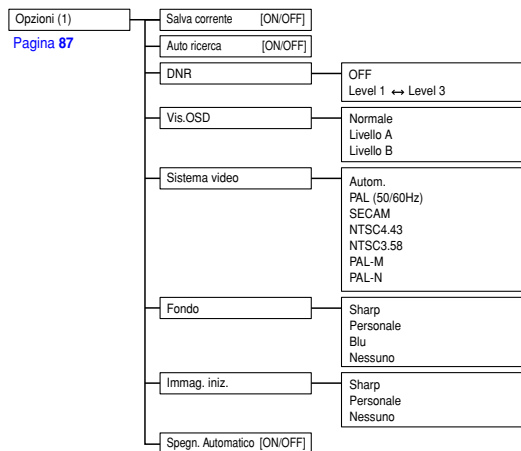 Opzioni (1)
Pagina 87
Salva corrente [ON/OFF]
Auto ricerca [ON/OFF]
DNR
OFF
Level 1 ↔ Level 3
Vis.OSD
Normale
Livello A
Livello B
Sistema video
Autom.
PAL (50/60Hz)
SECAM
NTSC4.43
NTSC3.58
PAL-M
PAL-N
Fondo
Sharp
Personale
Blu
Nessuno
Immag. iniz.
Sharp
Personale
Nessuno
Spegn. Automatico [ON/OFF]